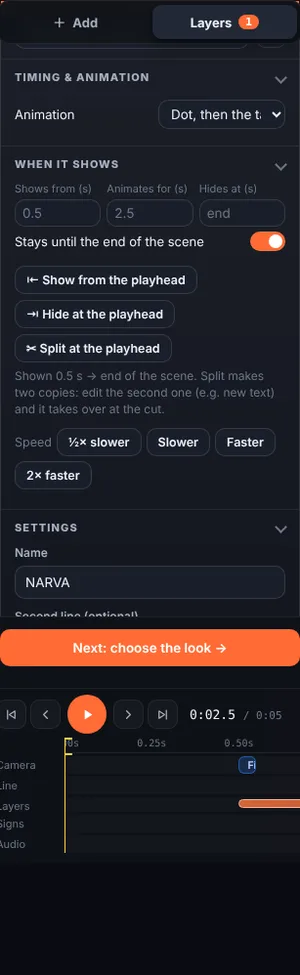 + Add
Layers 1
TIMING & ANIMATION
Animation
Dot, then the ta
WHEN IT SHOWS
Shows from (s) Animates for (s) Hides at (s)
0.5 2.5 end
Stays until the end of the scene
⇤ Show from the playhead
⇥ Hide at the playhead
✂ Split at the playhead
Shown 0.5 s → end of the scene. Split makes
two copies: edit the second one (e.g. new text)
and it takes over at the cut.
Speed ½× slower Slower Faster
2× faster
SETTINGS
Name
NARVA
Second line (optional)
Next: choose the look →
0:02.5 / 0:05
0s 0.25s 0.50s
Camera Fi
Line
Layers
Signs
Audio